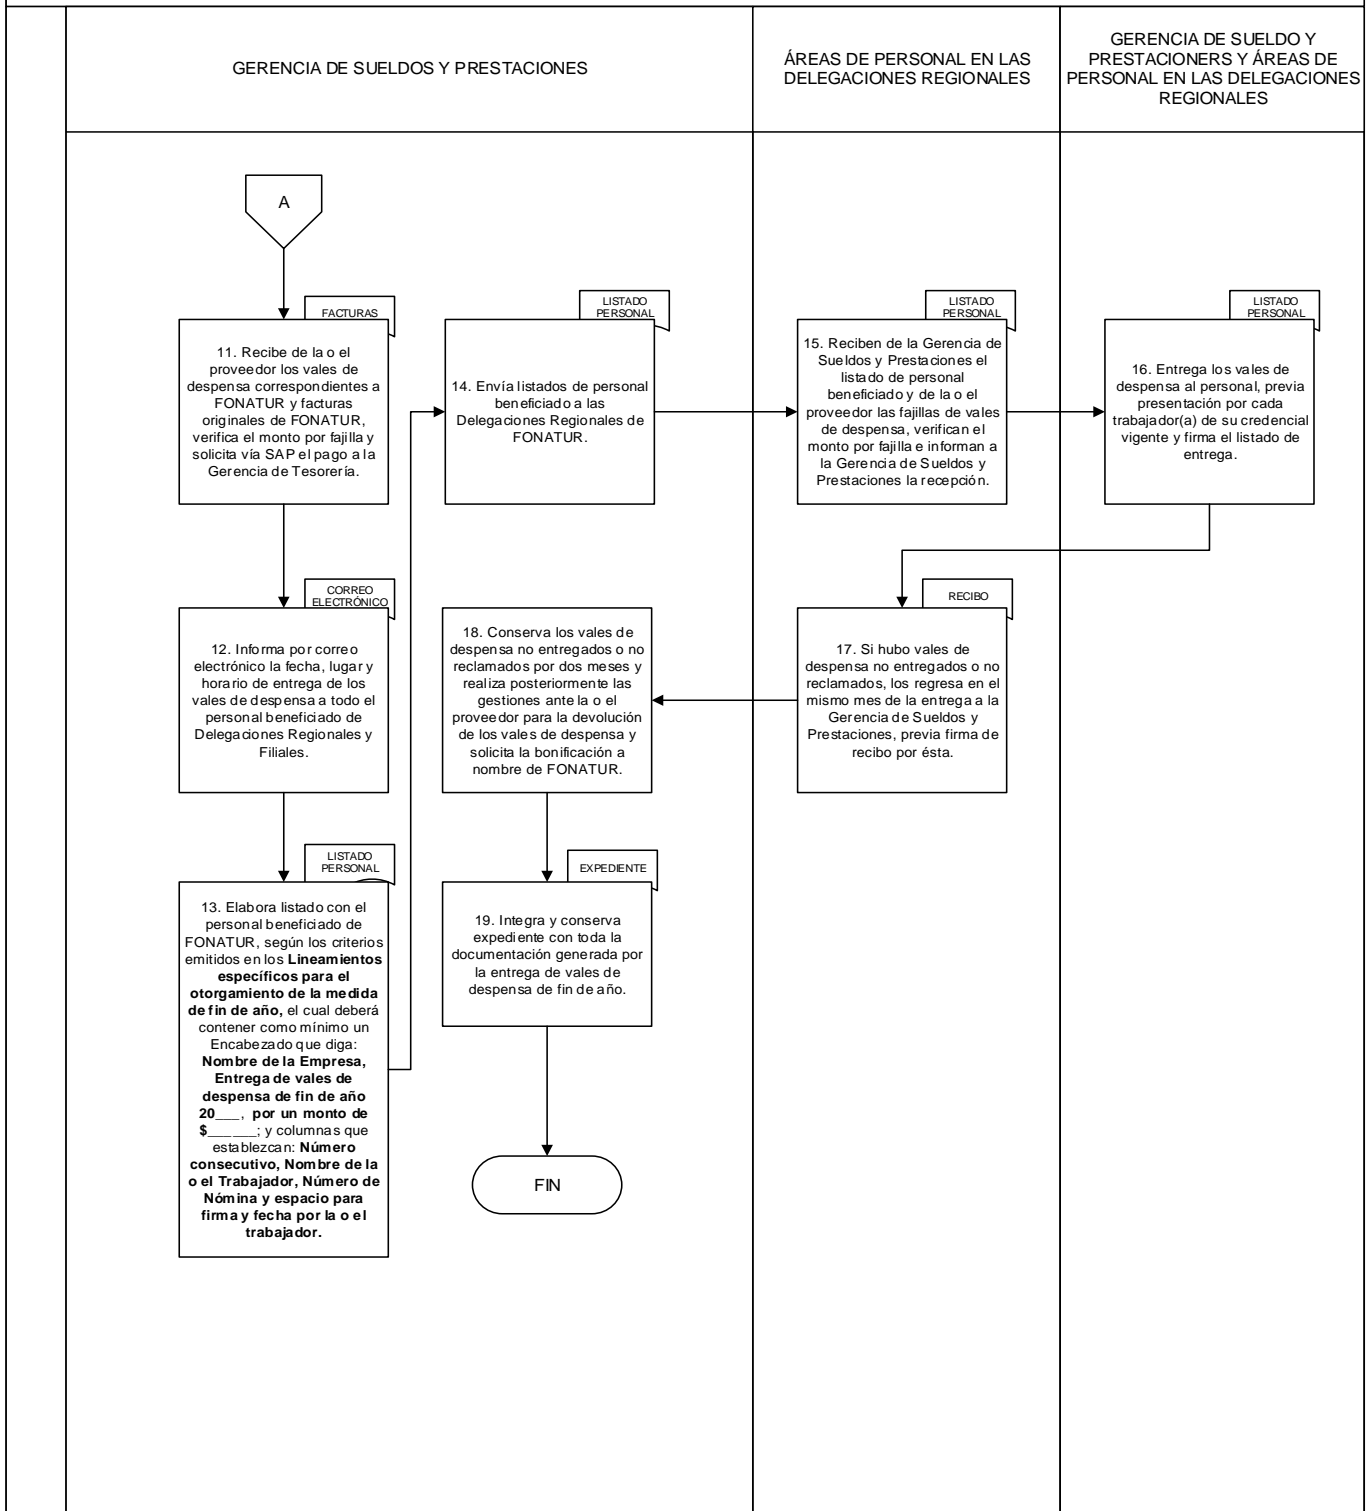 GERENCIA DE SUELDOS Y PRESTACIONES
ÁREAS DE PERSONAL EN LAS
DELEGACIONES REGIONALES
GERENCIA DE SUELDO Y
PRESTACIONERS Y ÁREAS DE
PERSONAL EN LAS DELEGACIONES
REGIONALES
A
FACTURAS
11. Recibe de la o el
proveedor los vales de
despensa correspondientes a
FONATUR y facturas
originales de FONATUR,
verifica el monto por fajilla y
solicita vía SAP el pago a la
Gerencia de Tesorería.
LISTADO
PERSONAL
14. Envía listados de personal
beneficiado a las
Delegaciones Regionales de
FONATUR.
LISTADO
PERSONAL
15. Reciben de la Gerencia de
Sueldos y Prestaciones el
listado de personal
beneficiado y de la o el
proveedor las fajillas de vales
de despensa, verifican el
monto por fajilla e informan a
la Gerencia de Sueldos y
Prestaciones la recepción.
LISTADO
PERSONAL
16. Entrega los vales de
despensa al personal, previa
presentación por cada
trabajador(a) de su credencial
vigente y firma el listado de
entrega.
CORREO
ELECTRÓNICO
12. Informa por correo
electrónico la fecha, lugar y
horario de entrega de los
vales de despensa a todo el
personal beneficiado de
Delegaciones Regionales y
Filiales.
18. Conserva los vales de
despensa no entregados o no
reclamados por dos meses y
realiza posteriormente las
gestiones ante la o el
proveedor para la devolución
de los vales de despensa y
solicita la bonificación a
nombre de FONATUR.
RECIBO
17. Si hubo vales de
despensa no entregados o no
reclamados, los regresa en el
mismo mes de la entrega a la
Gerencia de Sueldos y
Prestaciones, previa firma de
recibo por ésta.
LISTADO
PERSONAL
13. Elabora listado con el
personal beneficiado de
FONATUR, según los criterios
emitidos en los Lineamientos
específicos para el
otorgamiento de la medida
de fin de año, el cual deberá
contener como mínimo un
Encabezado que diga:
Nombre de la Empresa,
Entrega de vales de
despensa de fin de año
20___, por un monto de
$______; y columnas que
establezcan: Número
consecutivo, Nombre de la
o el Trabajador, Número de
Nómina y espacio para
firma y fecha por la o el
trabajador.
EXPEDIENTE
19. Integra y conserva
expediente con toda la
documentación generada por
la entrega de vales de
despensa de fin de año.
FIN